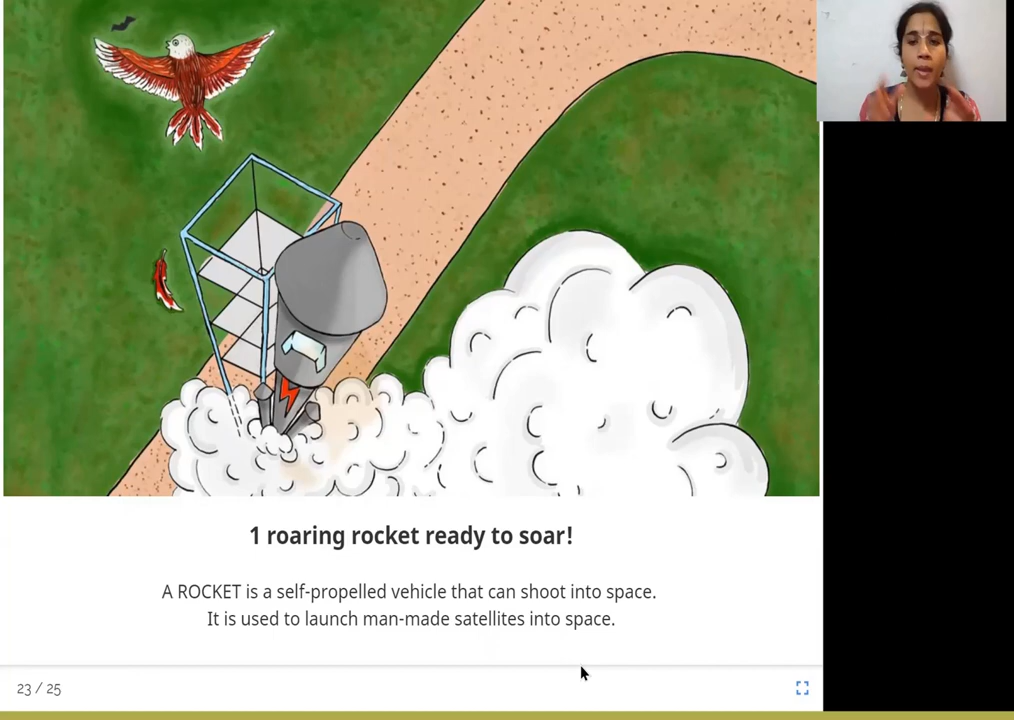 1 roaring rocket ready to soar!
A ROCKET is a self-propelled vehicle that can shoot into space.
It is used to launch man-made satellites into space.
23 / 25